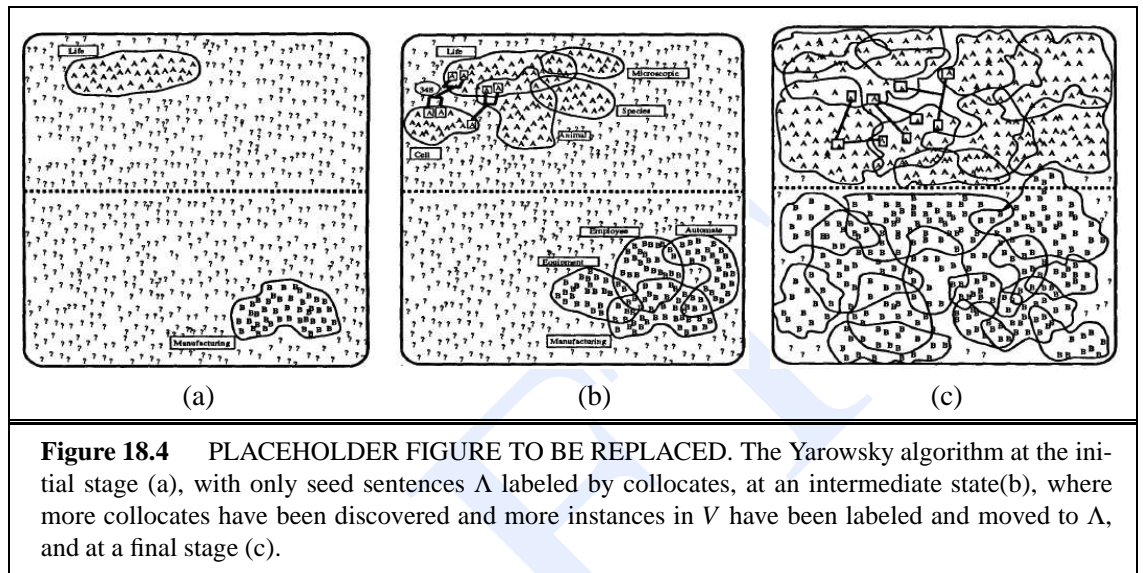 Life
Manufacturing
(a)
Life
Microscopic
348
Species
Animal
Cell
Employee
Automate
Equipment
Manufacturing
(b)
(c)
Figure 18.4 PLACEHOLDER FIGURE TO BE REPLACED. The Yarowsky algorithm at the ini-
tial stage (a), with only seed sentences Λ labeled by collocates, at an intermediate state(b), where
more collocates have been discovered and more instances in V have been labeled and moved to Λ,
and at a final stage (c).